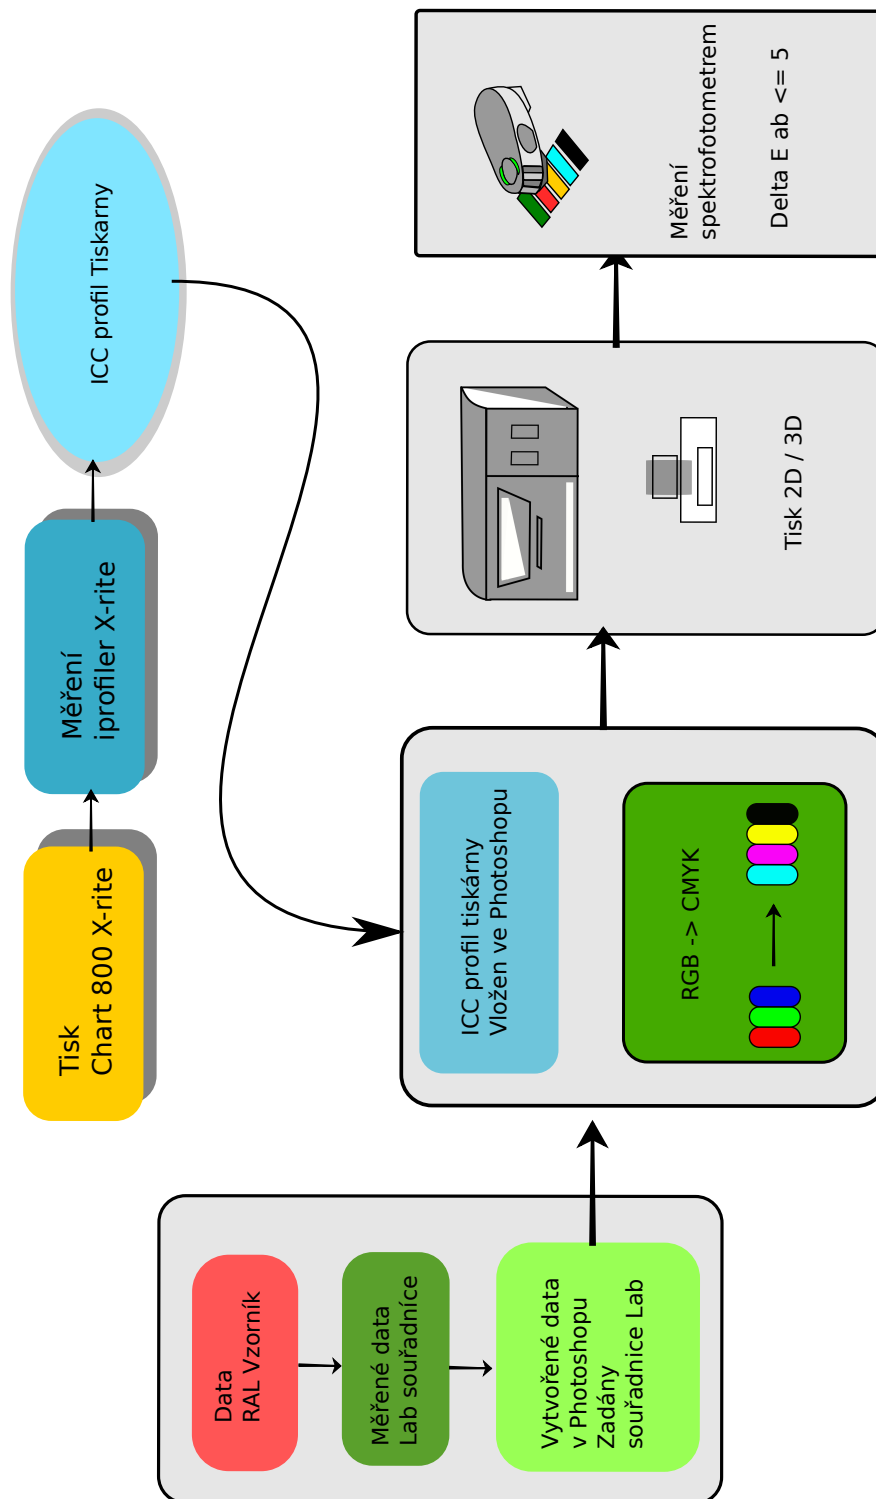 Tisk
Chart 800 X-rite
Měření
iprofiler X-rite
ICC profil Tiskarny
Data
RAL Vzorník
Měřené data
Lab souřadníce
Vytvořené data
v Photoshopu
Zadány
souřadnice Lab
ICC profil tiskárny
Vložen ve Photoshopu
RGB -> CMYK
Tisk 2D / 3D
Měření
spektrofotometrem
Delta E ab <= 5